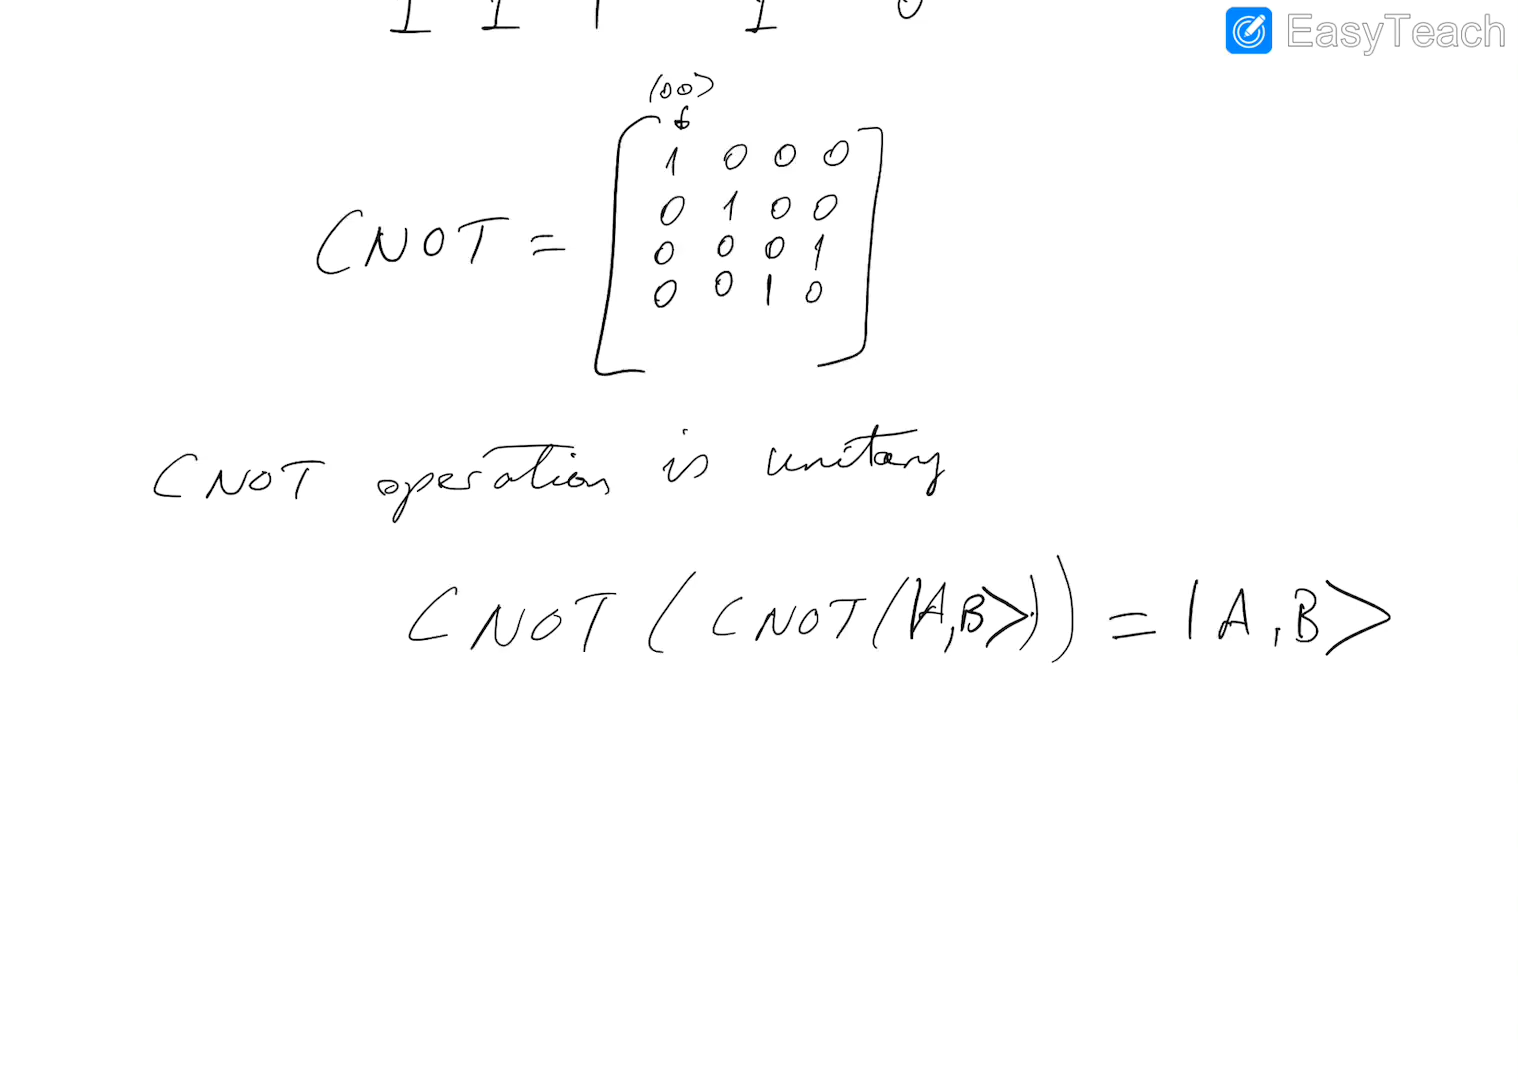 EasyTeach
|00>
CNOT =
1 0 0 0
0 1 0 0
0 0 0 1
0 0 1 0
CNOT operation is unitary
CNOT (CNOT(|A,B>)) = |A,B>